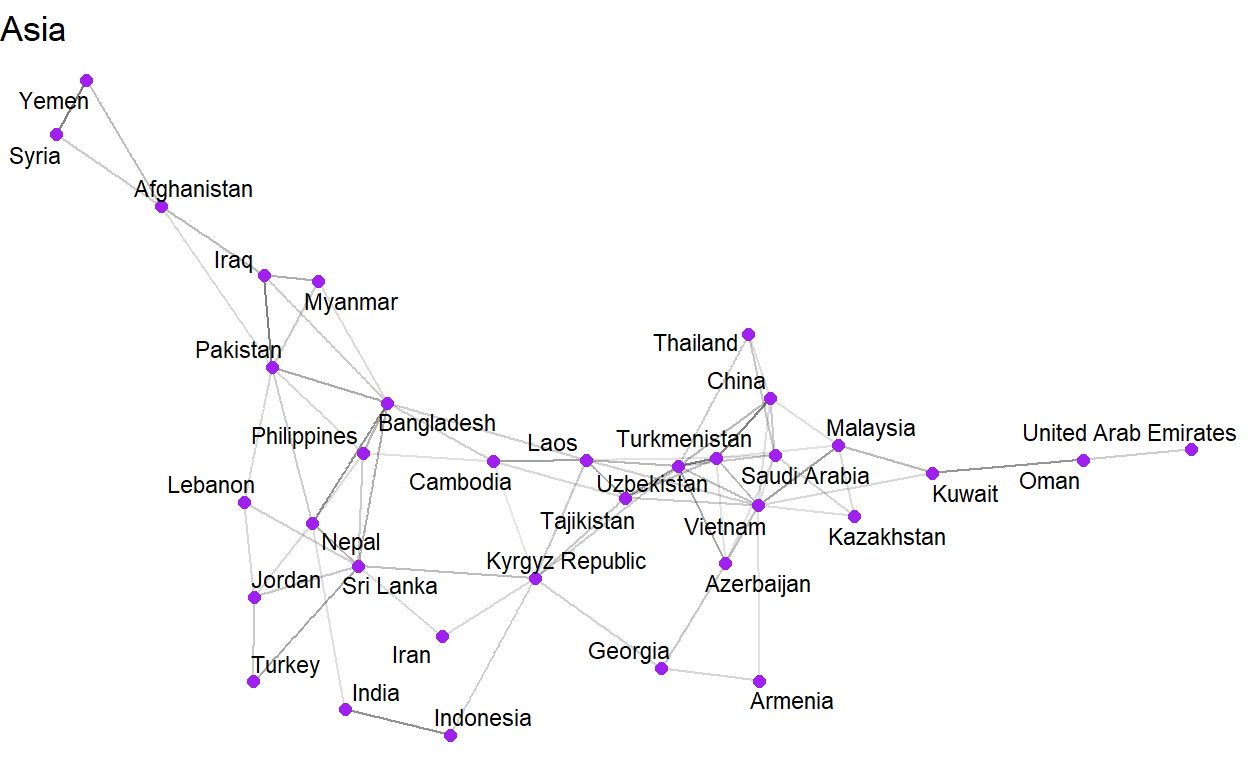 Asia
Yemen
Syria
Afghanistan
Iraq
Myanmar
Thailand
Pakistan
China
Bangladesh
Malaysia
Philippines
Laos
Turkmenistan
United Arab Emirates
Lebanon
Cambodia
Uzbekistan
Saudi Arabia
Oman
Kuwait
Tajikistan
Vietnam
Nepal
Kazakhstan
Kyrgyz Republic
Jordan
Sri Lanka
Azerbaijan
Iran
Georgia
Turkey
India
Armenia
Indonesia